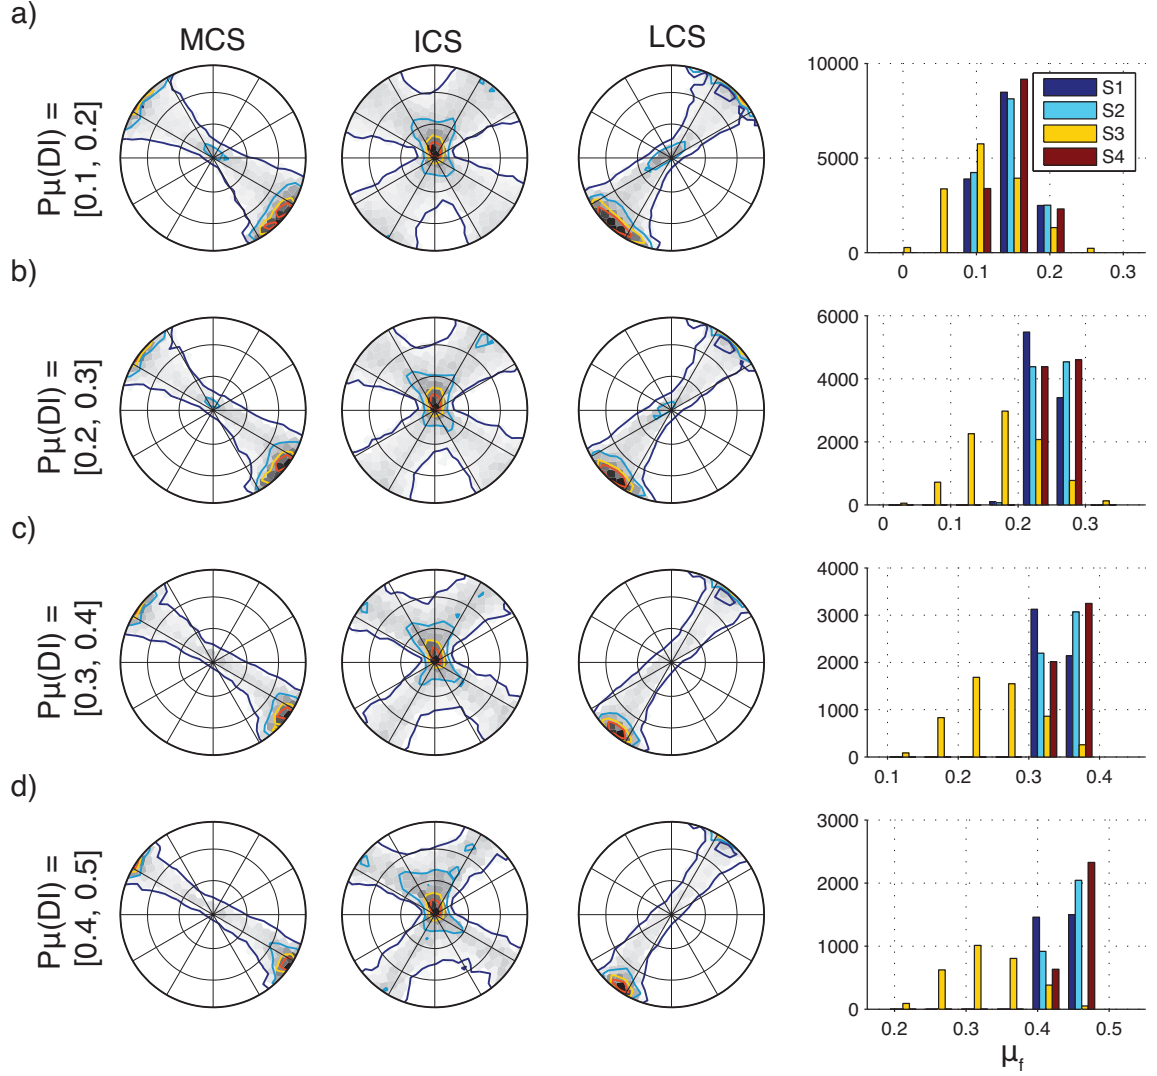 a)
MCS ICS LCS
Pμ(DI) =
[0.1, 0.2]
10000
5000
0
0 0.1 0.2 0.3
S1
S2
S3
S4
b)
Pμ(DI) =
[0.2, 0.3]
6000
4000
2000
0
0 0.1 0.2 0.3
c)
Pμ(DI) =
[0.3, 0.4]
4000
3000
2000
1000
0
0.1 0.2 0.3 0.4
d)
Pμ(DI) =
[0.4, 0.5]
3000
2000
1000
0
0.2 0.3 0.4 0.5
μf